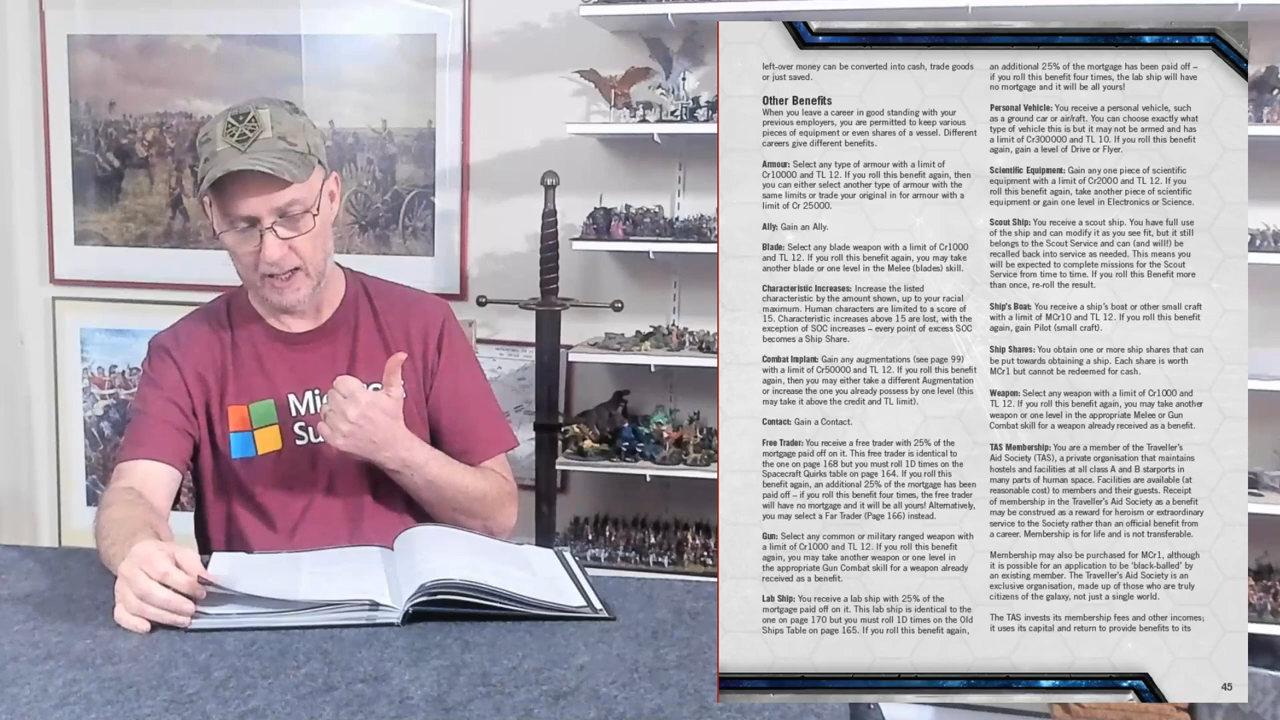 Mic
Su
left-over money can be converted into cash, trade goods
or just saved.
Other Benefits
When you leave a career in good standing with your
previous employers, you are permitted to keep various
pieces of equipment or even shares of a vessel. Different
careers give different benefits.
Armour: Select any type of armour with a limit of
Cr10000 and TL 12. If you roll this benefit again, then
you can either select another type of armour with the
same limits or trade your original in for armour with a
limit of Cr 25000.
Ally: Gain an Ally.
Blade: Select any blade weapon with a limit of Cr1000
and TL 12. If you roll this benefit again, you may take
another blade or one level in the Melee (blades) skill.
Characteristic Increases: Increase the listed
characteristic by the amount shown, up to your racial
maximum. Human characters are limited to a score of
15. Characteristic increases above 15 are lost, with the
exception of SOC increases – every point of excess SOC
becomes a Ship Share.
Combat Implant: Gain any augmentations (see page 99)
with a limit of Cr50000 and TL 12. If you roll this benefit
again, then you may either take a different Augmentation
or increase the one you already possess by one level (this
may take it above the credit and TL limit).
Contact: Gain a Contact.
Free Trader: You receive a free trader with 25% of the
mortgage paid off on it. This free trader is identical to
the one on page 168 but you must roll 1D times on the
Spacecraft Quirks table on page 164. If you roll this
benefit again, an additional 25% of the mortgage has been
paid off – if you roll this benefit four times, the free trader
will have no mortgage and it will be all yours! Alternatively,
you may select a Far Trader (Page 166) instead.
Gun: Select any common or military ranged weapon with
a limit of Cr1000 and TL 12. If you roll this benefit
again, you may take another weapon or one level in
the appropriate Gun Combat skill for a weapon already
received as a benefit.
Lab Ship: You receive a lab ship with 25% of the
mortgage paid off on it. This lab ship is identical to the
one on page 170 but you must roll 1D times on the Old
Ships Table on page 165. If you roll this benefit again,
an additional 25% of the mortgage has been paid off –
if you roll this benefit four times, the lab ship will have
no mortgage and it will be all yours!
Personal Vehicle: You receive a personal vehicle, such
as a ground car or air/raft. You can choose exactly what
type of vehicle this is but it may not be armed and has
a limit of Cr300000 and TL 10. If you roll this benefit
again, gain a level of Drive or Flyer.
Scientific Equipment: Gain any one piece of scientific
equipment with a limit of Cr2000 and TL 12. If you
roll this benefit again, take another piece of scientific
equipment or gain one level in Electronics or Science.
Scout Ship: You receive a scout ship. You have full use
of the ship and can modify it as you see fit, but it still
belongs to the Scout Service and can (and will!) be
recalled back into service as needed. This means you
will be expected to complete missions for the Scout
Service from time to time. If you roll this Benefit more
than once, re-roll the result.
Ship's Boat: You receive a ship's boat or other small craft
with a limit of MCr10 and TL 12. If you roll this benefit
again, gain Pilot (small craft).
Ship Shares: You obtain one or more ship shares that can
be put towards obtaining a ship. Each share is worth
MCr1 but cannot be redeemed for cash.
Weapon: Select any weapon with a limit of Cr1000 and
TL 12. If you roll this benefit again, you may take another
weapon or one level in the appropriate Melee or Gun
Combat skill for a weapon already received as a benefit.
TAS Membership: You are a member of the Traveller's
Aid Society (TAS), a private organisation that maintains
hostels and facilities at all class A and B starports in
many parts of human space. Facilities are available (at
reasonable cost) to members and their guests. Receipt
of membership in the Traveller's Aid Society as a benefit
may be construed as a reward for heroism or extraordinary
service to the Society rather than an official benefit from
a career. Membership is for life and is not transferable.
Membership may also be purchased for MCr1, although
it is possible for an application to be 'black-balled' by
an existing member. The Traveller's Aid Society is an
exclusive organisation, made up of those who are truly
citizens of the galaxy, not just a single world.
The TAS invests its membership fees and other incomes;
it uses its capital and return to provide benefits to its
45